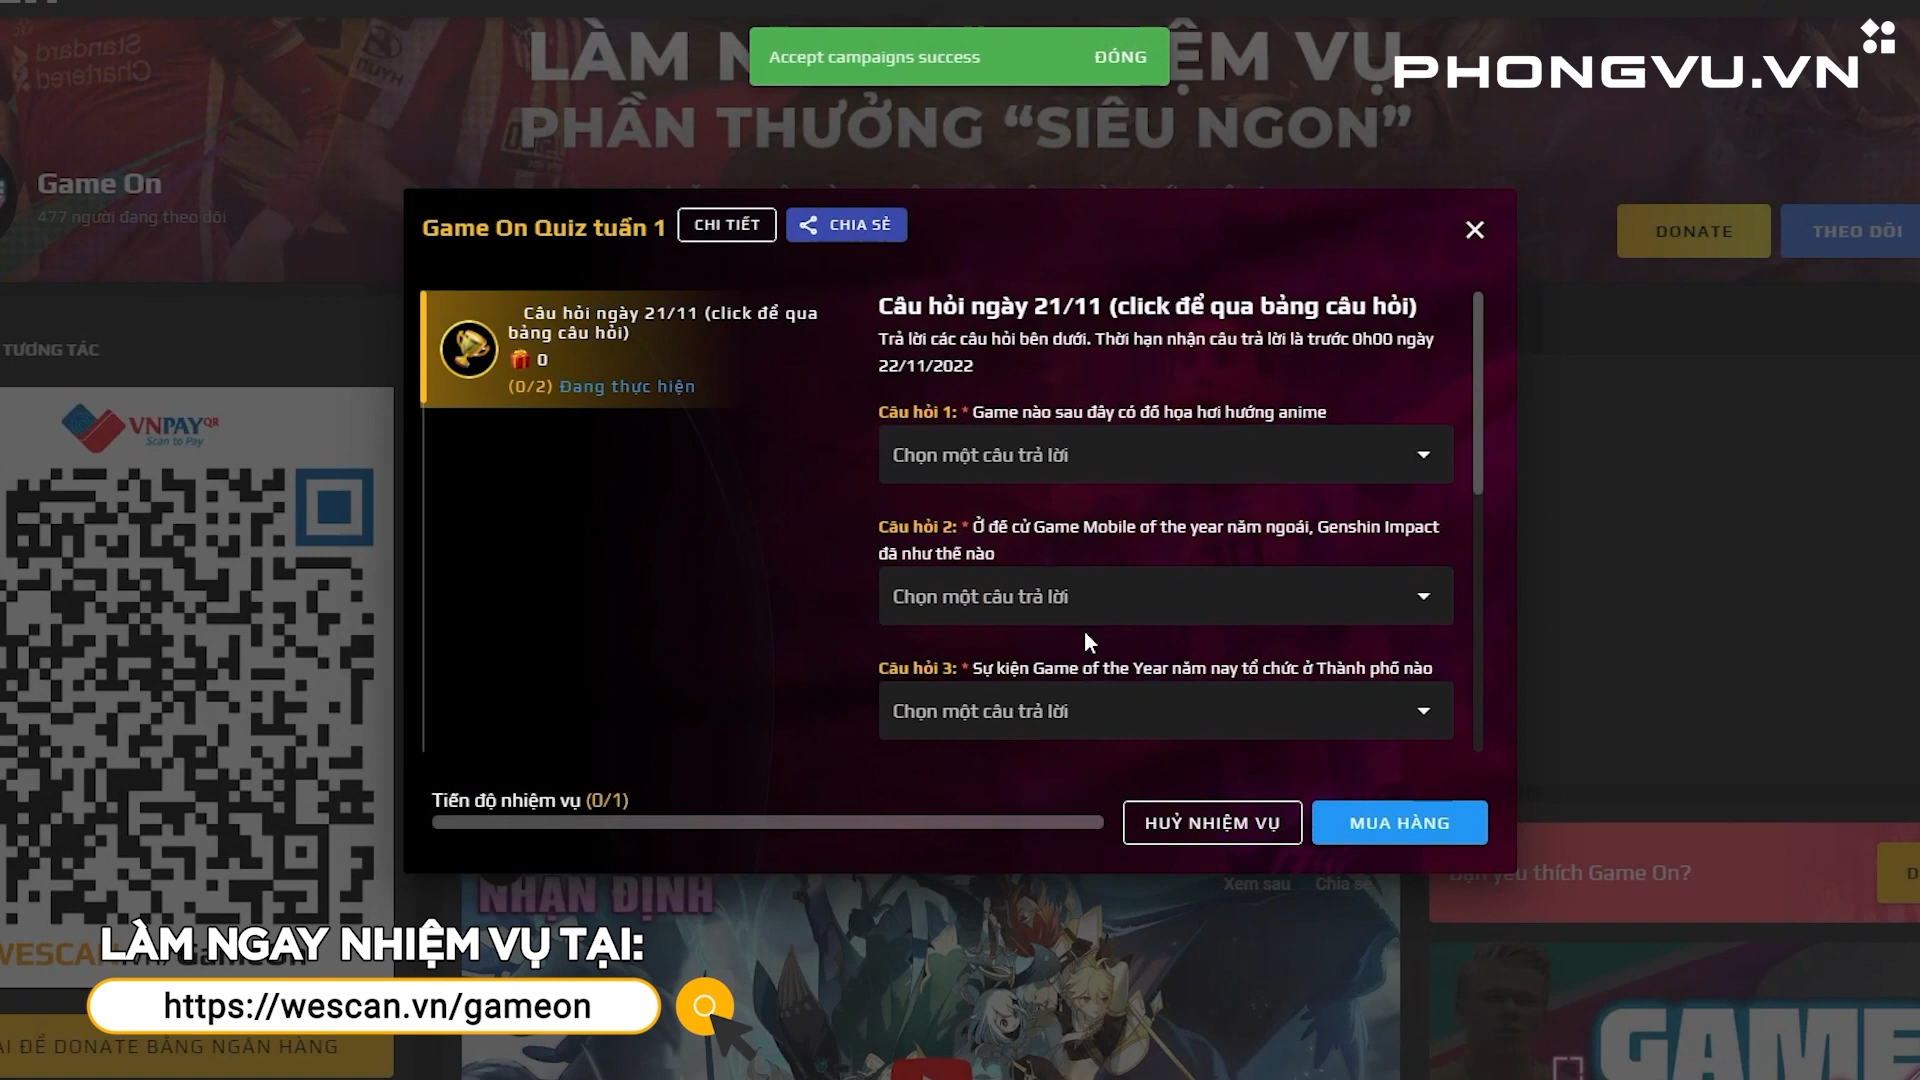 Standard
Chartered
LÀM N
ỆM VỤ
Accept campaigns success
ĐÓNG
PHONGVU.VN
PHẦN THƯỞNG “SIÊU NGON”
Game On
477 người đang theo dõi
DONATE
THEO DÕI
Game On Quiz tuần 1
CHI TIẾT
CHIA SẺ
Câu hỏi ngày 21/11 (click để qua
bảng câu hỏi)
0
(0/2) Đang thực hiện
Câu hỏi ngày 21/11 (click để qua bảng câu hỏi)
Trả lời các câu hỏi bên dưới. Thời hạn nhận câu trả lời là trước 0h00 ngày
22/11/2022
Câu hỏi 1: * Game nào sau đây có đồ họa hơi hướng anime
Chọn một câu trả lời
Câu hỏi 2: * Ở đề cử Game Mobile of the year năm ngoái, Genshin Impact
đã như thế nào
Chọn một câu trả lời
Câu hỏi 3: * Sự kiện Game of the Year năm nay tổ chức ở Thành phố nào
Chọn một câu trả lời
Tiến độ nhiệm vụ (0/1)
HUỶ NHIỆM VỤ
MUA HÀNG
TƯƠNG TÁC
VNPAYQR
Scan to Pay
NHẬN ĐỊNH
Xem sau
Chia sẻ
Bạn yêu thích Game On?
LÀM NGAY NHIỆM VỤ TẠI:
https://wescan.vn/gameon
ĐỂ DONATE BẰNG NGÂN HÀNG
GAME